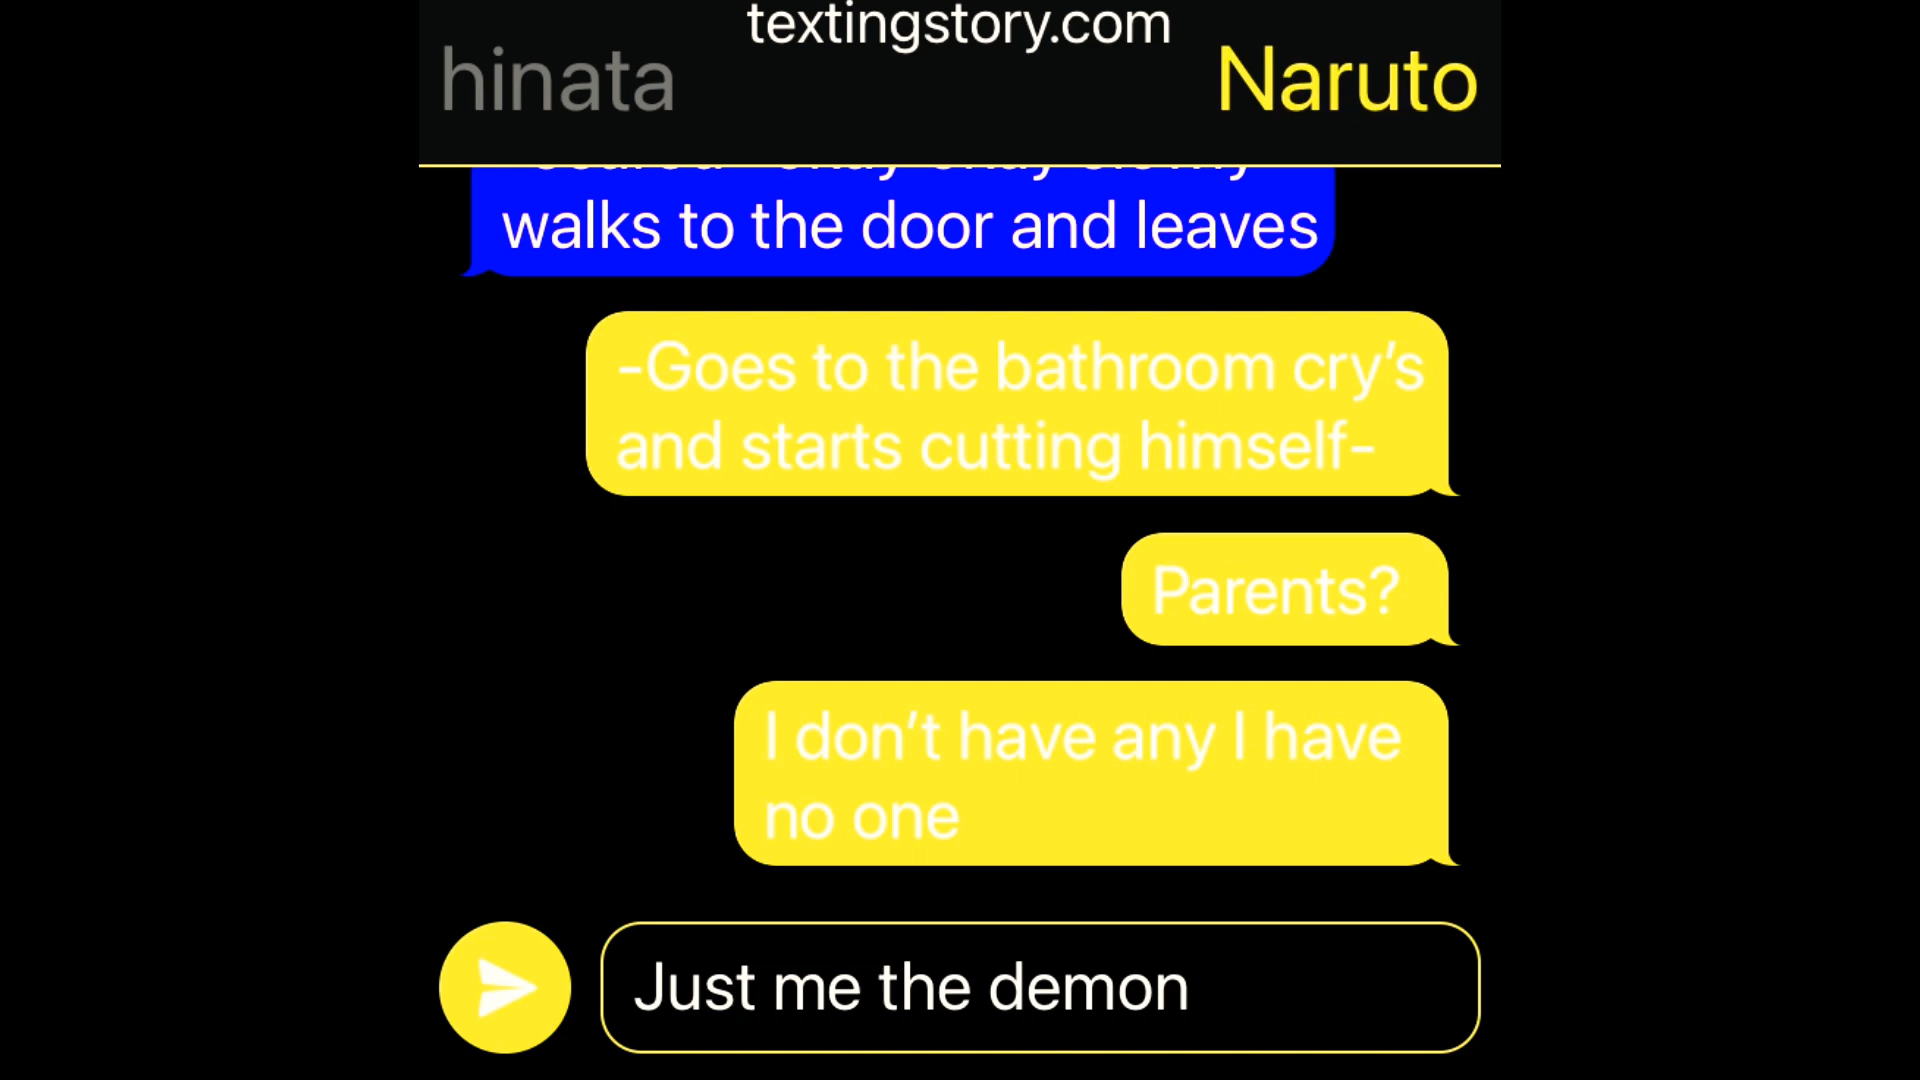 textingstory.com
hinata
Naruto
walks to the door and leaves
-Goes to the bathroom cry's
and starts cutting himself-
Parents?
I don't have any I have
no one
Just me the demon